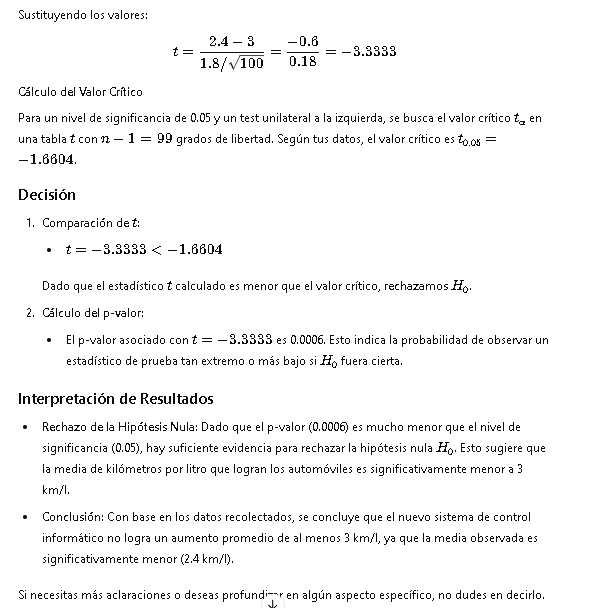 Sustituyendo los valores:
t = \frac{2.4 − 3}{1.8/\sqrt{100}} = \frac{−0.6}{0.18} = −3.3333
Cálculo del Valor Crítico
Para un nivel de significancia de 0.05 y un test unilateral a la izquierda, se busca el valor crítico t_α en
una tabla t con n − 1 = 99 grados de libertad. Según tus datos, el valor crítico es t_{0.05} =
−1.6604.
Decisión
1. Comparación de t:
• t = −3.3333 < −1.6604
Dado que el estadístico t calculado es menor que el valor crítico, rechazamos H_0.
2. Cálculo del p-valor:
• El p-valor asociado con t = −3.3333 es 0.0006. Esto indica la probabilidad de observar un
estadístico de prueba tan extremo o más bajo si H_0 fuera cierta.
Interpretación de Resultados
• Rechazo de la Hipótesis Nula: Dado que el p-valor (0.0006) es mucho menor que el nivel de
significancia (0.05), hay suficiente evidencia para rechazar la hipótesis nula H_0. Esto sugiere que
la media de kilómetros por litro que logran los automóviles es significativamente menor a 3
km/l.
• Conclusión: Con base en los datos recolectados, se concluye que el nuevo sistema de control
informático no logra un aumento promedio de al menos 3 km/l, ya que la media observada es
significativamente menor (2.4 km/l).
Si necesitas más aclaraciones o deseas profundizar en algún aspecto específico, no dudes en decirlo.